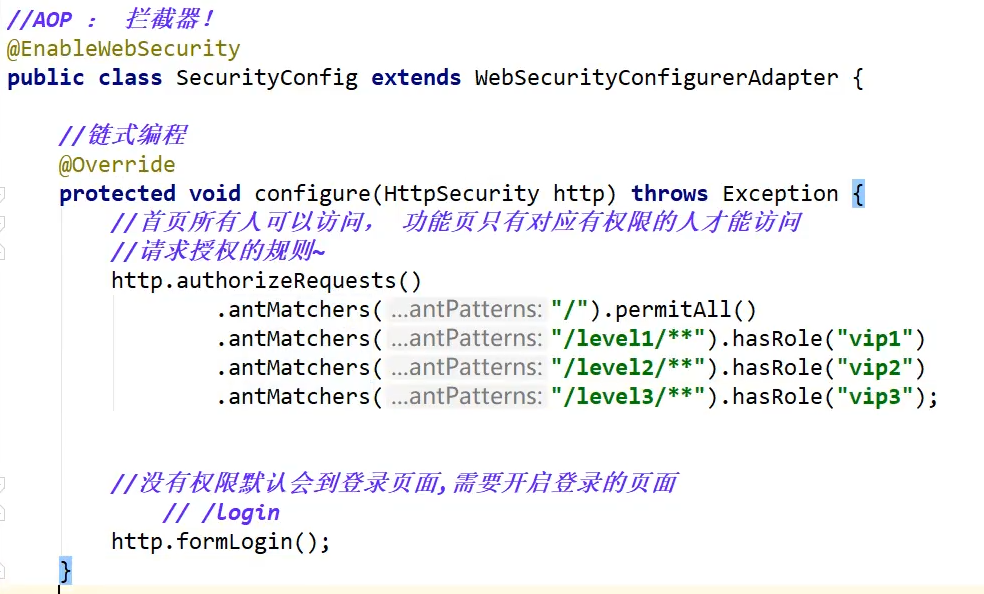 //AOP : 拦截器!
@EnableWebSecurity
public class SecurityConfig extends WebSecurityConfigurerAdapter {
//链式编程
@Override
protected void configure(HttpSecurity http) throws Exception {
//首页所有人可以访问, 功能页只有对应有权限的人才能访问
//请求授权的规则~
http.authorizeRequests()
.antMatchers( ...antPatterns: "/").permitAll()
.antMatchers( ...antPatterns: "/level1/**").hasRole("vip1")
.antMatchers( ...antPatterns: "/level2/**").hasRole("vip2")
.antMatchers( ...antPatterns: "/level3/**").hasRole("vip3");
//没有权限默认会到登录页面,需要开启登录的页面
// /login
http.formLogin();
}